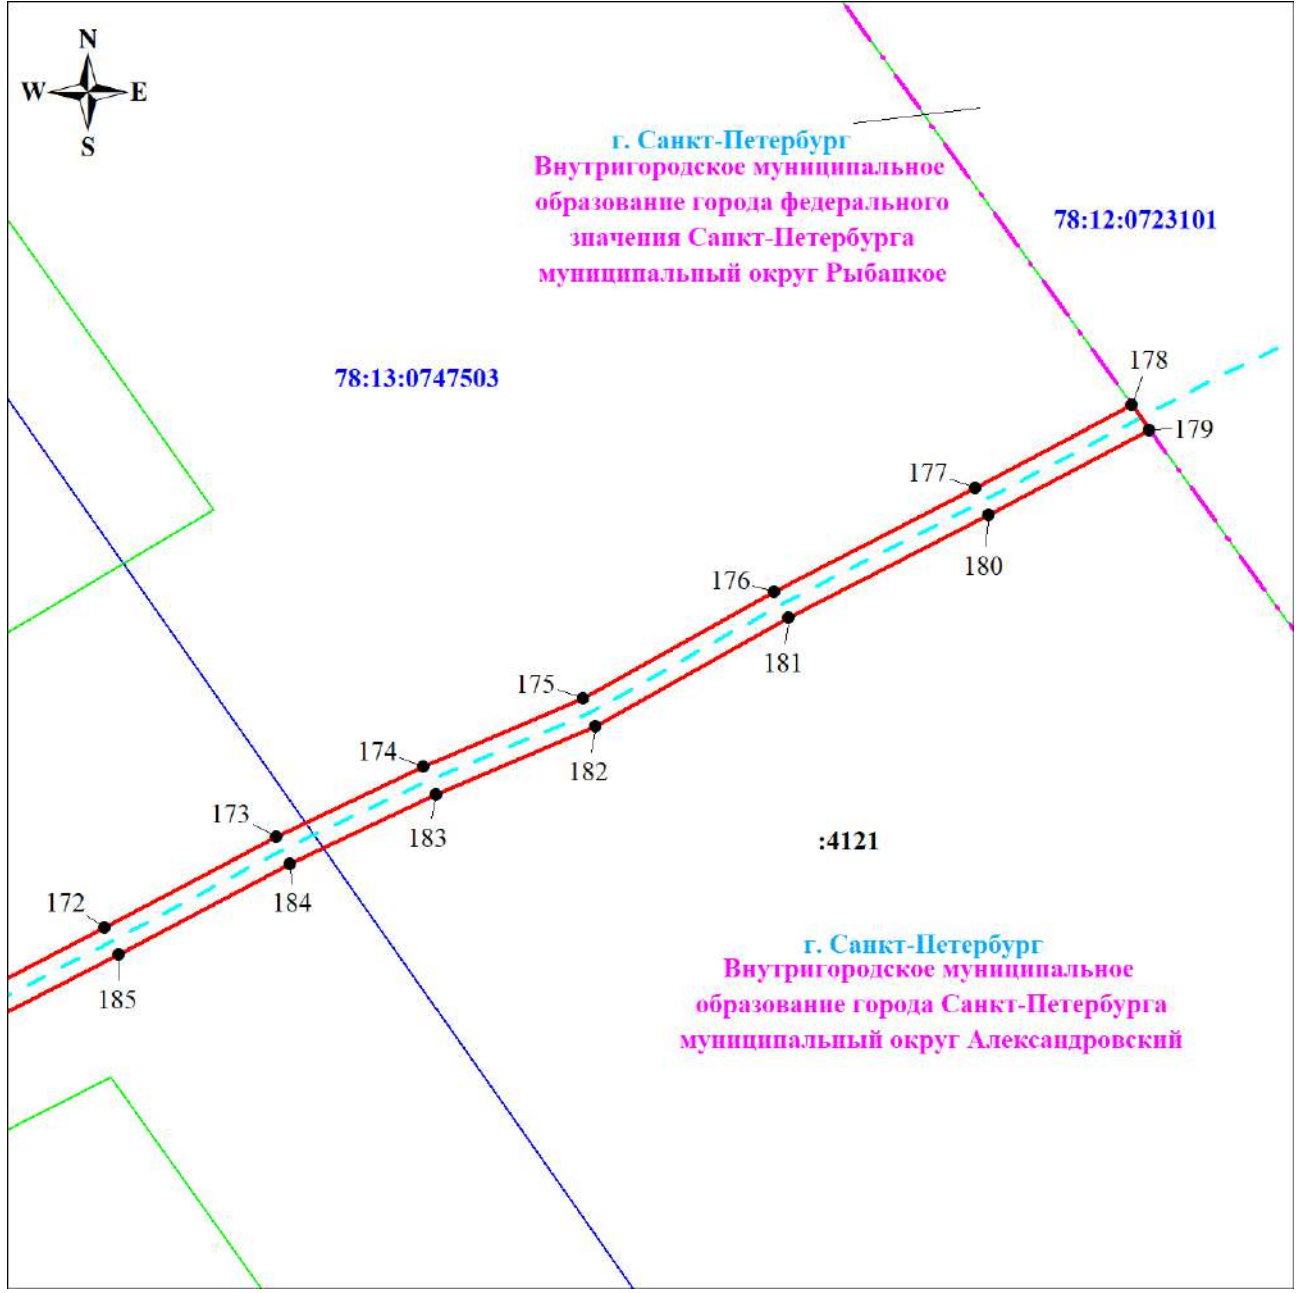 N
W E
S
г. Санкт-Петербург
Внутригородское муниципальное
образование города федерального
значения Санкт-Петербурга
муниципальный округ Рыбацкое
78:12:0723101
78:13:0747503
178
179
177
180
176
181
175
174
182
173
183
:4121
184
172
185
г. Санкт-Петербург
Внутригородское муниципальное
образование города Санкт-Петербурга
муниципальный округ Александровский